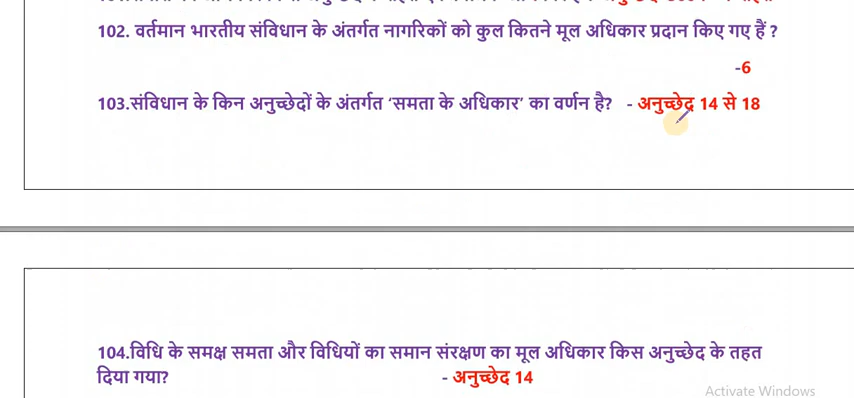 102. वर्तमान भारतीय संविधान के अंतर्गत नागरिकों को कुल कितने मूल अधिकार प्रदान किए गए हैं ?
-6
103.संविधान के किन अनुच्छेदों के अंतर्गत ‘समता के अधिकार’ का वर्णन है? - अनुच्छेद 14 से 18
104.विधि के समक्ष समता और विधियों का समान संरक्षण का मूल अधिकार किस अनुच्छेद के तहत
दिया गया? - अनुच्छेद 14
Activate Windows